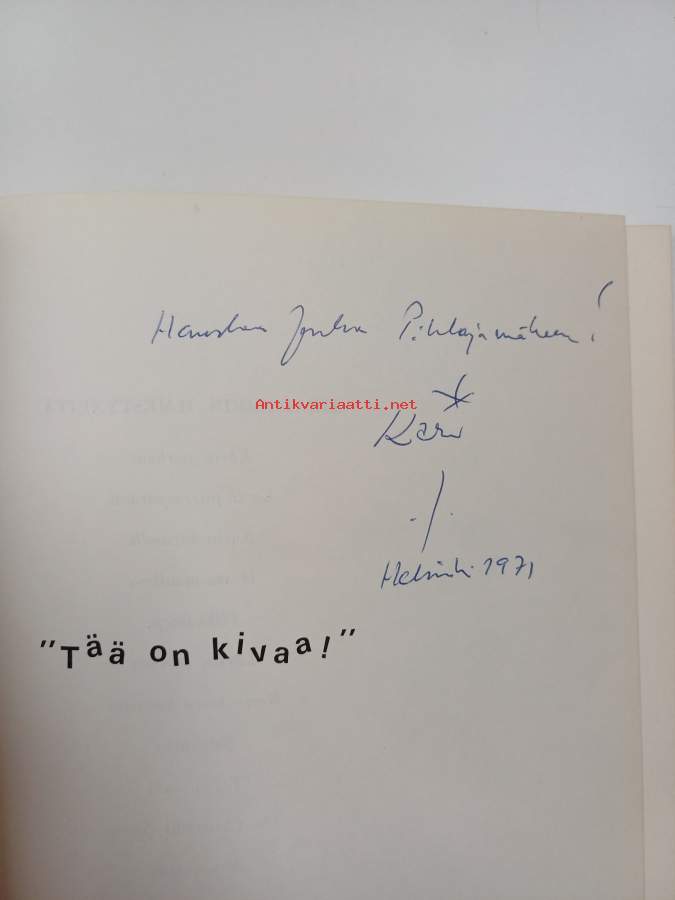 Hauskaa Joulua Pihlajamäkeen!
Antikvariaatti.net
Kari
Helsinki 1971
"Tää on kivaa!"